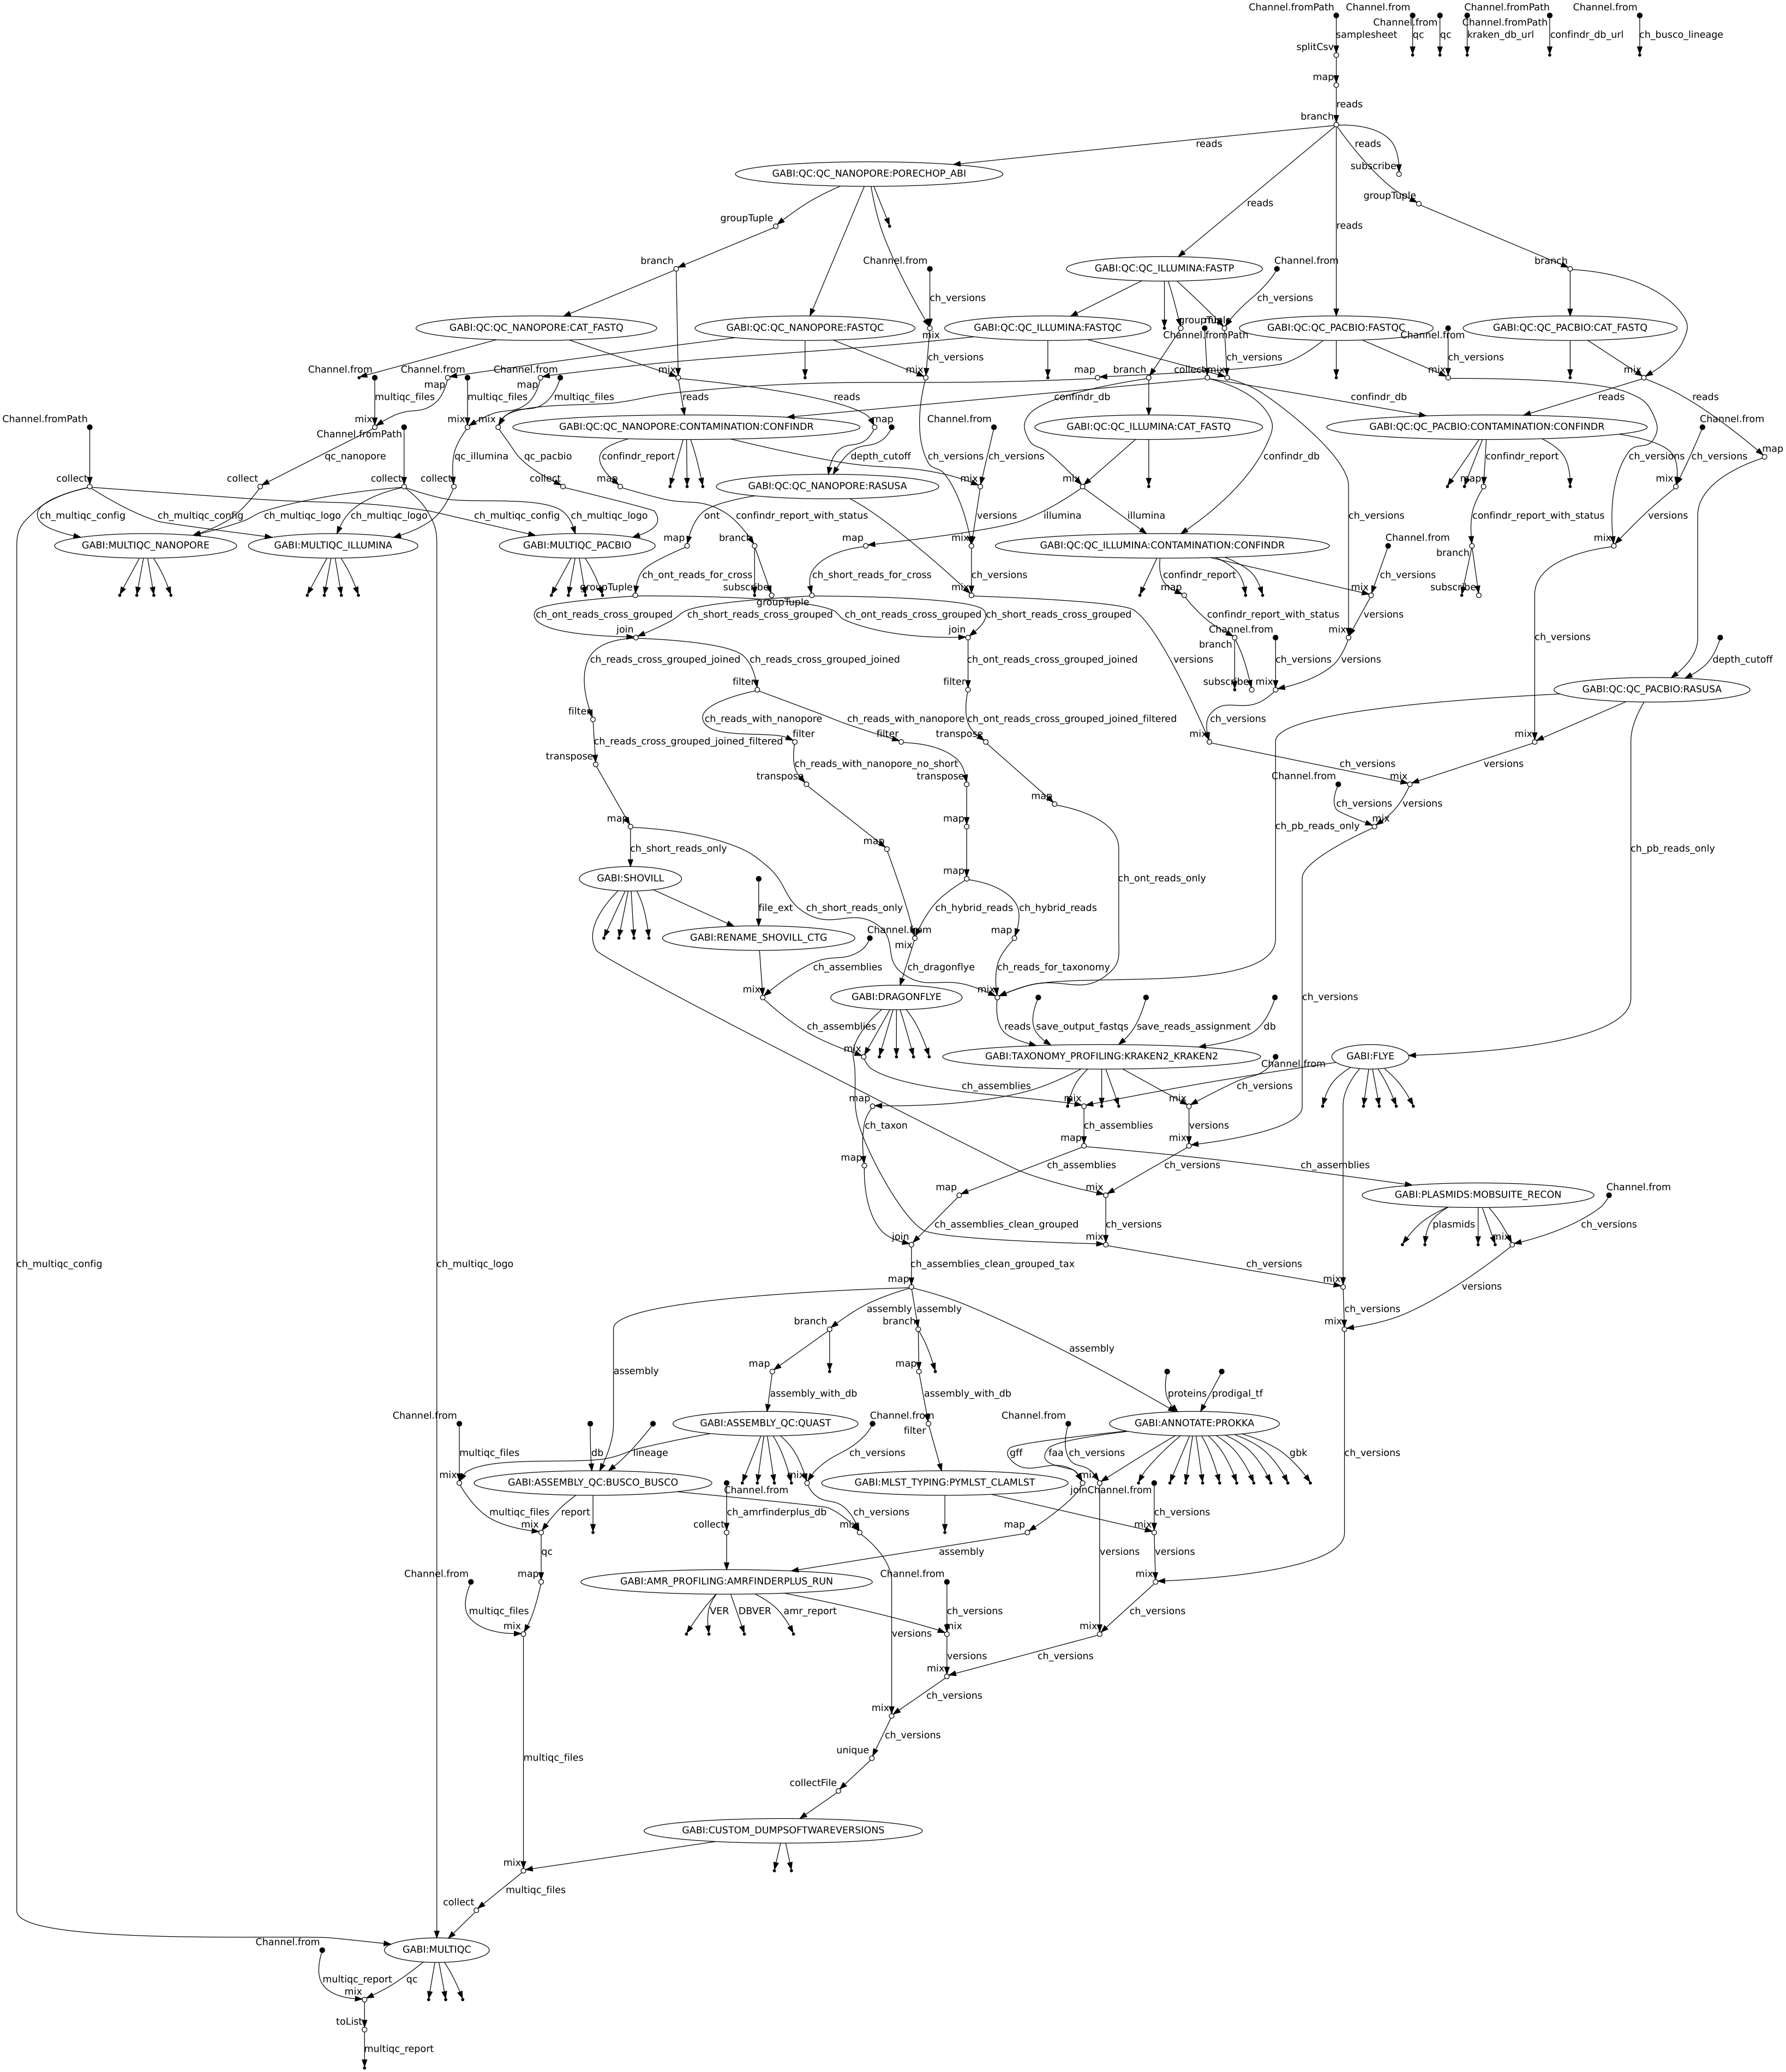 Channel.fromPath Channel.from Channel.fromPath Channel.from
Channel.from Channel.fromPath
samplesheet qc qc kraken_db_url confindr_db_url ch_busco_lineage
splitCsv
map
reads
branch
reads reads
subscribe
GABI:QC:QC_NANOPORE:PORECHOP_ABI
groupTuple
reads
groupTuple
reads
branch Channel.from Channel.from branch
GABI:QC:QC_ILLUMINA:FASTP
ch_versions ch_versions
groupTuple
GABI:QC:QC_NANOPORE:CAT_FASTQ GABI:QC:QC_NANOPORE:FASTQC GABI:QC:QC_ILLUMINA:FASTQC GABI:QC:QC_PACBIO:FASTQC GABI:QC:QC_PACBIO:CAT_FASTQ
mix Channel.fromPath Channel.from
ch_versions ch_versions ch_versions
Channel.from Channel.from Channel.from mix mix map branch collect mix mix mix
map map
multiqc_files multiqc_files multiqc_files reads confindr_db confindr_db reads reads
Channel.fromPath mix mix mix map Channel.from Channel.from
GABI:QC:QC_NANOPORE:CONTAMINATION:CONFINDR GABI:QC:QC_ILLUMINA:CAT_FASTQ GABI:QC:QC_PACBIO:CONTAMINATION:CONFINDR
Channel.fromPath
map
qc_nanopore qc_illumina qc_pacbio confindr_report depth_cutoff ch_versions ch_versions confindr_db confindr_report ch_versions ch_versions
collect collect collect collect collect map mix mix map mix
GABI:QC:QC_NANOPORE:RASUSA
ch_multiqc_config ch_multiqc_config ch_multiqc_logo ch_multiqc_logo ch_multiqc_config ch_multiqc_logo ont confindr_report_with_status versions illumina illumina ch_versions confindr_report_with_status versions
Channel.from
map branch map mix mix
GABI:MULTIQC_NANOPORE GABI:MULTIQC_ILLUMINA GABI:MULTIQC_PACBIO GABI:QC:QC_ILLUMINA:CONTAMINATION:CONFINDR
branch
ch_ont_reads_for_cross ch_short_reads_for_cross ch_versions confindr_report ch_versions
groupTuple subscribe mix map mix subscribe
groupTuple
ch_ont_reads_cross_grouped ch_short_reads_cross_grouped ch_ont_reads_cross_grouped ch_short_reads_cross_grouped confindr_report_with_status versions
join join Channel.from mix ch_versions
branch
ch_reads_cross_grouped_joined ch_reads_cross_grouped_joined ch_ont_reads_cross_grouped_joined versions ch_versions versions depth_cutoff
filter filter subscribe mix
GABI:QC:QC_PACBIO:RASUSA
filter
ch_reads_with_nanopore ch_reads_with_nanopore ch_ont_reads_cross_grouped_joined_filtered ch_versions
filter filter transpose mix mix
ch_reads_cross_grouped_joined_filtered
transpose ch_reads_with_nanopore_no_short ch_versions versions
transpose transpose Channel.from mix
map ch_versions versions
map map mix
ch_pb_reads_only
map
ch_short_reads_only ch_pb_reads_only
map
GABI:SHOVILL ch_ont_reads_only
file_ext ch_short_reads_only ch_hybrid_reads ch_hybrid_reads
Channel.from map
GABI:RENAME_SHOVILL_CTG mix
ch_assemblies ch_dragonflye ch_reads_for_taxonomy
mix mix
GABI:DRAGONFLYE ch_versions
ch_assemblies reads save_output_fastqs save_reads_assignment db
mix
GABI:TAXONOMY_PROFILING:KRAKEN2_KRAKEN2 GABI:FLYE
Channel.from
ch_assemblies ch_versions
map mix mix
ch_taxon ch_assemblies versions
map mix
map ch_assemblies ch_versions ch_assemblies
map mix Channel.from
GABI:PLASMIDS:MOBSUITE_RECON
ch_assemblies_clean_grouped ch_versions plasmids ch_versions
join mix mix
ch_multiqc_config ch_multiqc_logo ch_assemblies_clean_grouped_tax ch_versions
map mix versions
assembly assembly ch_versions
branch branch mix
assembly
map map
assembly proteins prodigal_tf
assembly_with_db assembly_with_db
Channel.from Channel.from Channel.from
GABI:ASSEMBLY_QC:QUAST GABI:ANNOTATE:PROKKA
filter
multiqc_files db lineage ch_versions gff faa ch_versions gbk ch_versions
mix mix mix
GABI:ASSEMBLY_QC:BUSCO_BUSCO GABI:MLST_TYPING:PYMLST_CLAMLST
Channel.from join Channel.from
multiqc_files report ch_amrfinderplus_db ch_versions ch_versions
mix collect mix map mix
qc assembly versions versions
Channel.from map Channel.from mix
GABI:AMR_PROFILING:AMRFINDERPLUS_RUN
multiqc_files VER DBVER amr_report ch_versions ch_versions
mix versions mix mix
versions ch_versions
mix
ch_versions
mix
ch_versions
unique
multiqc_files
collectFile
GABI:CUSTOM_DUMPSOFTWAREVERSIONS
mix
multiqc_files
collect
Channel.from
GABI:MULTIQC
multiqc_report qc
mix
toList
multiqc_report